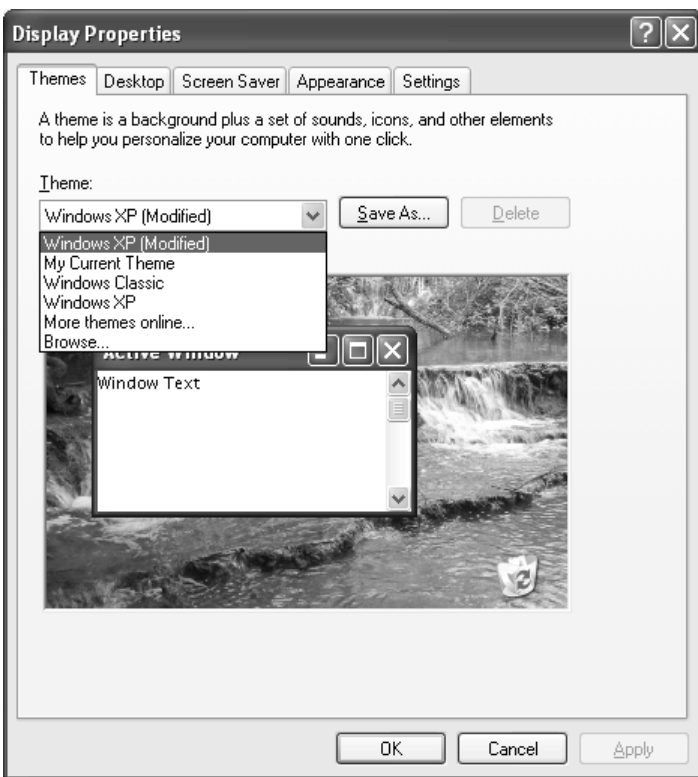 Display Properties
Themes Desktop Screen Saver Appearance Settings
A theme is a background plus a set of sounds, icons, and other elements
to help you personalize your computer with one click.
Theme:
Windows XP (Modified) Save As... Delete
Windows XP (Modified)
My Current Theme
Windows Classic
Windows XP
More themes online...
Browse...
Active Window
Window Text
OK Cancel Apply